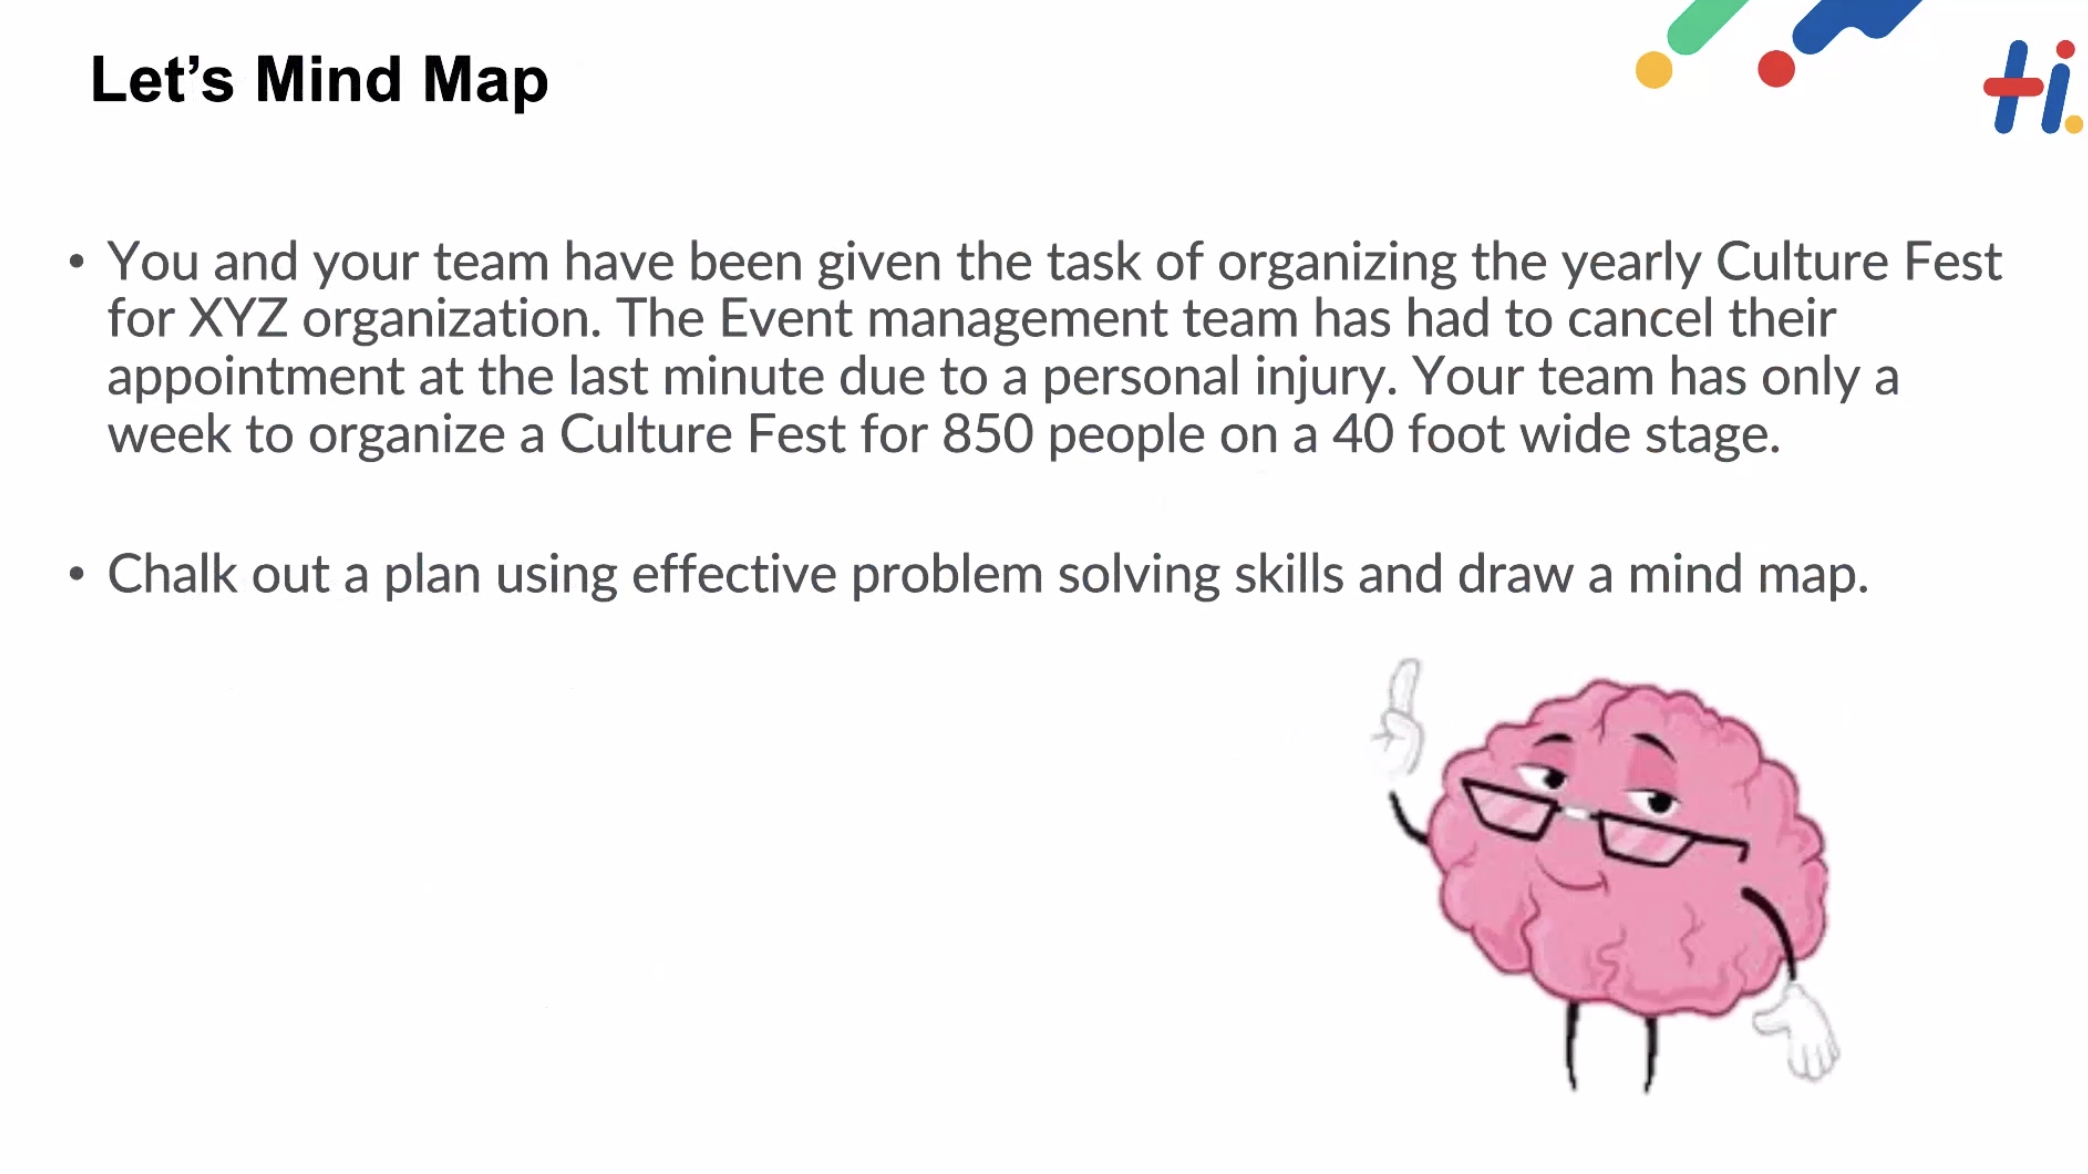 Let's Mind Map
Hi.
• You and your team have been given the task of organizing the yearly Culture Fest
for XYZ organization. The Event management team has had to cancel their
appointment at the last minute due to a personal injury. Your team has only a
week to organize a Culture Fest for 850 people on a 40 foot wide stage.
• Chalk out a plan using effective problem solving skills and draw a mind map.